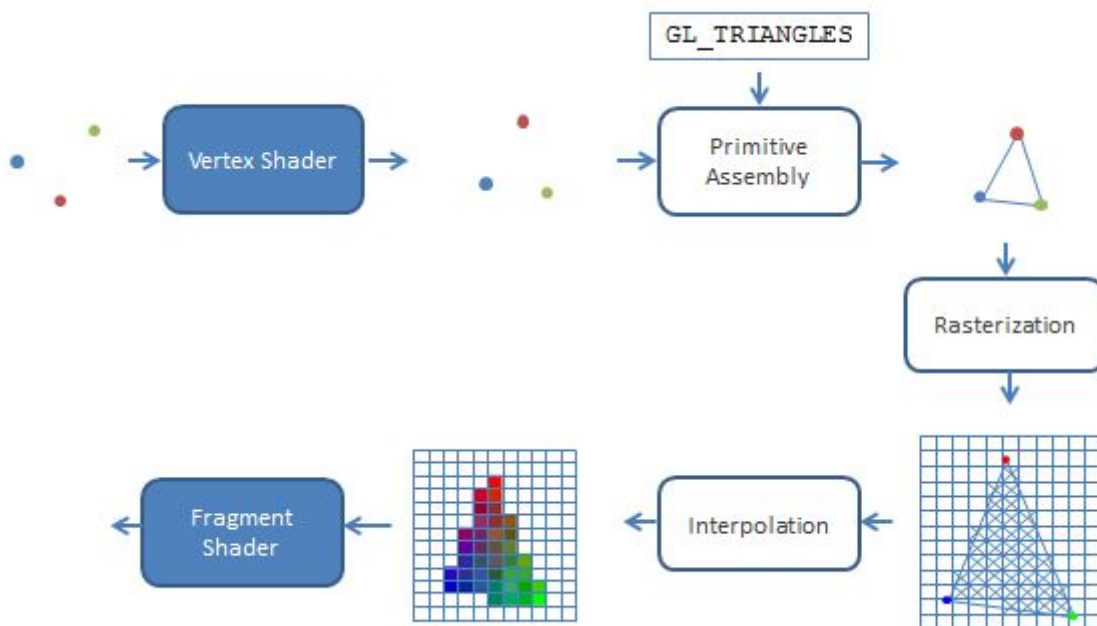 GL_TRIANGLES
Vertex Shader
Primitive
Assembly
Rasterization
Interpolation
Fragment
Shader